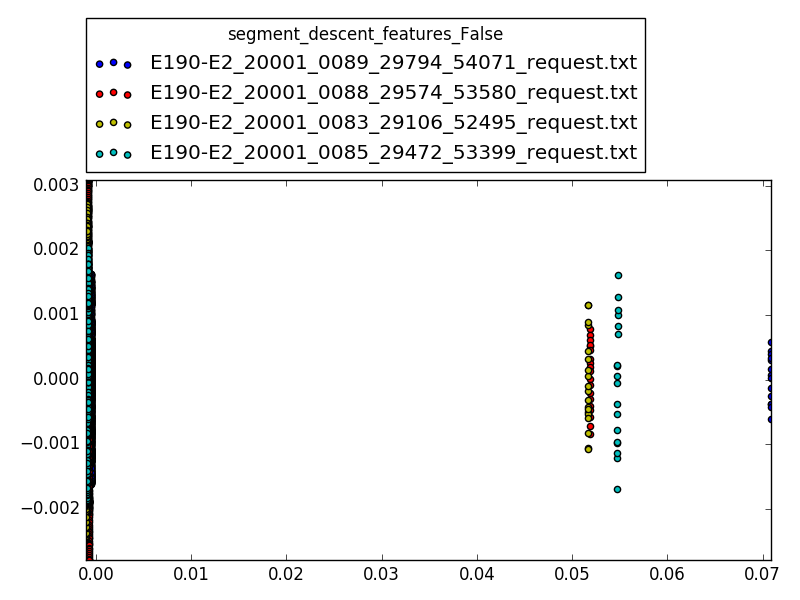 segment_descent_features_False
E190-E2_20001_0089_29794_54071_request.txt
E190-E2_20001_0088_29574_53580_request.txt
E190-E2_20001_0083_29106_52495_request.txt
E190-E2_20001_0085_29472_53399_request.txt
0.003
0.002
0.001
0.000
−0.001
−0.002
0.00 0.01 0.02 0.03 0.04 0.05 0.06 0.07